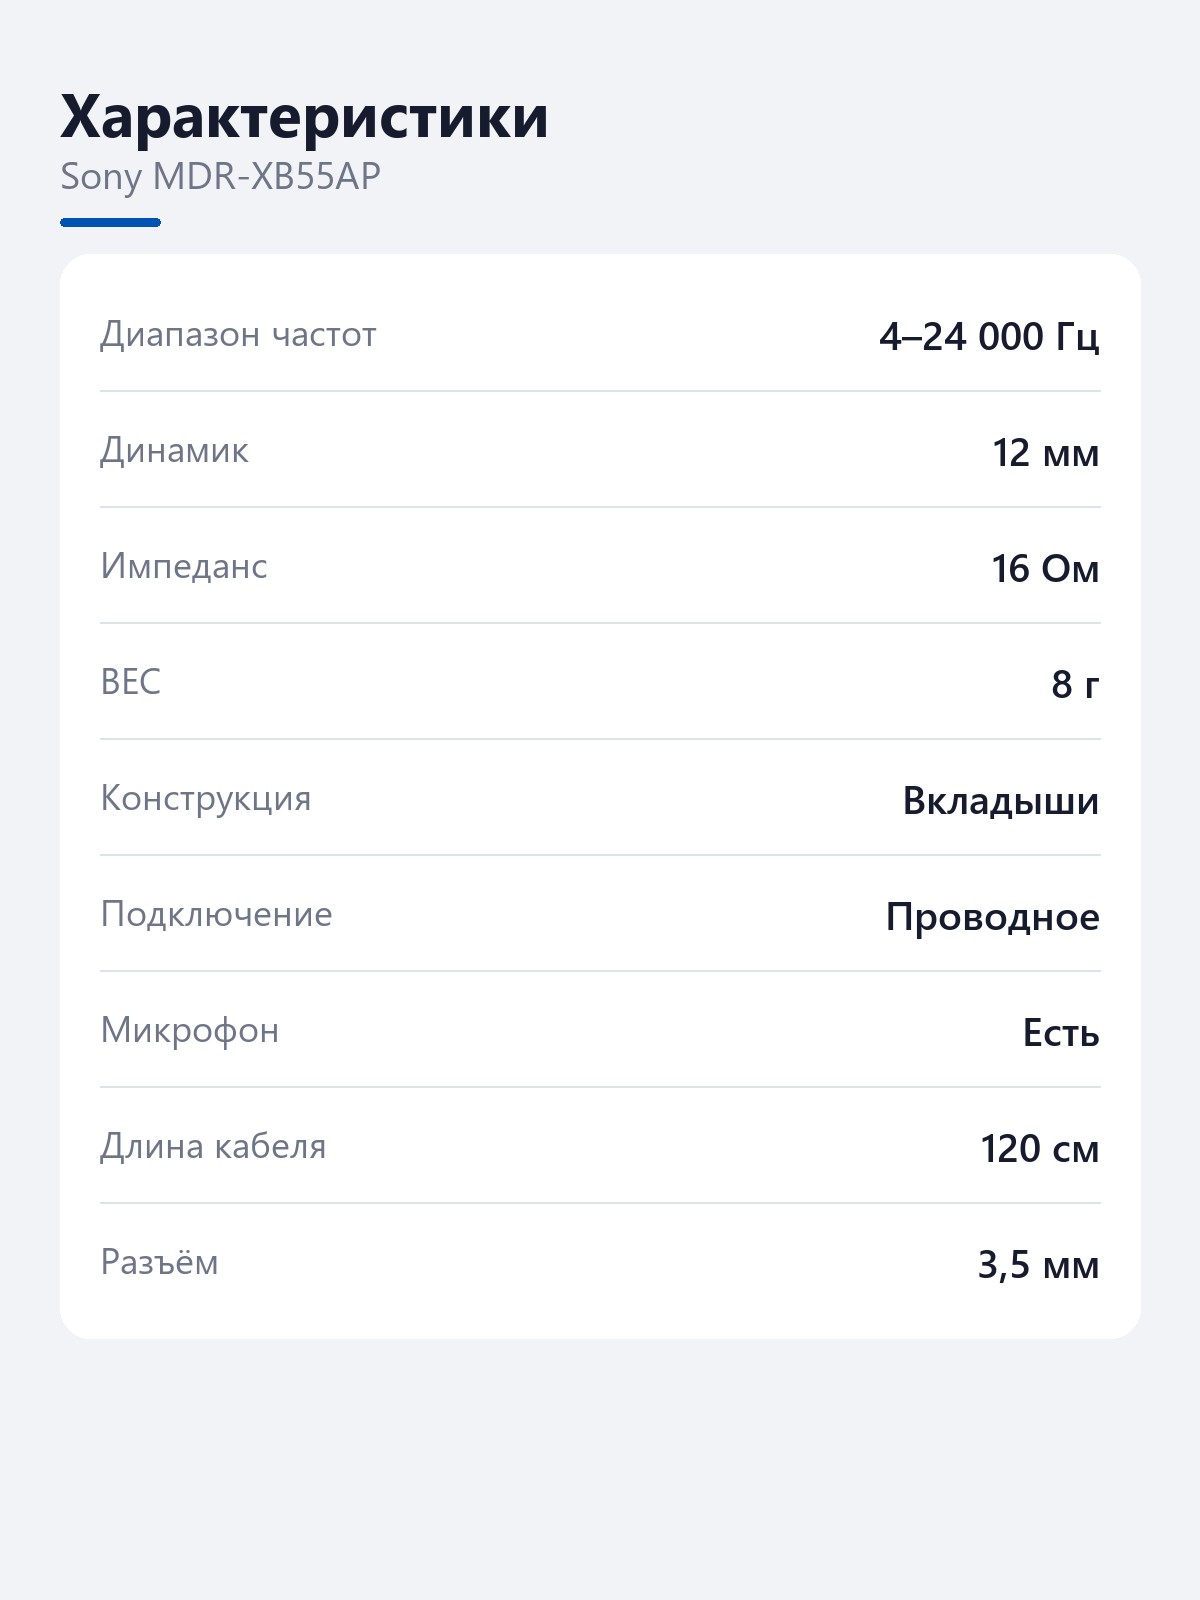 Характеристики
Sony MDR-XB55AP
Диапазон частот 4–24 000 Гц
Динамик 12 мм
Импеданс 16 Ом
ВЕС 8 г
Конструкция Вкладыши
Подключение Проводное
Микрофон Есть
Длина кабеля 120 см
Разъём 3,5 мм